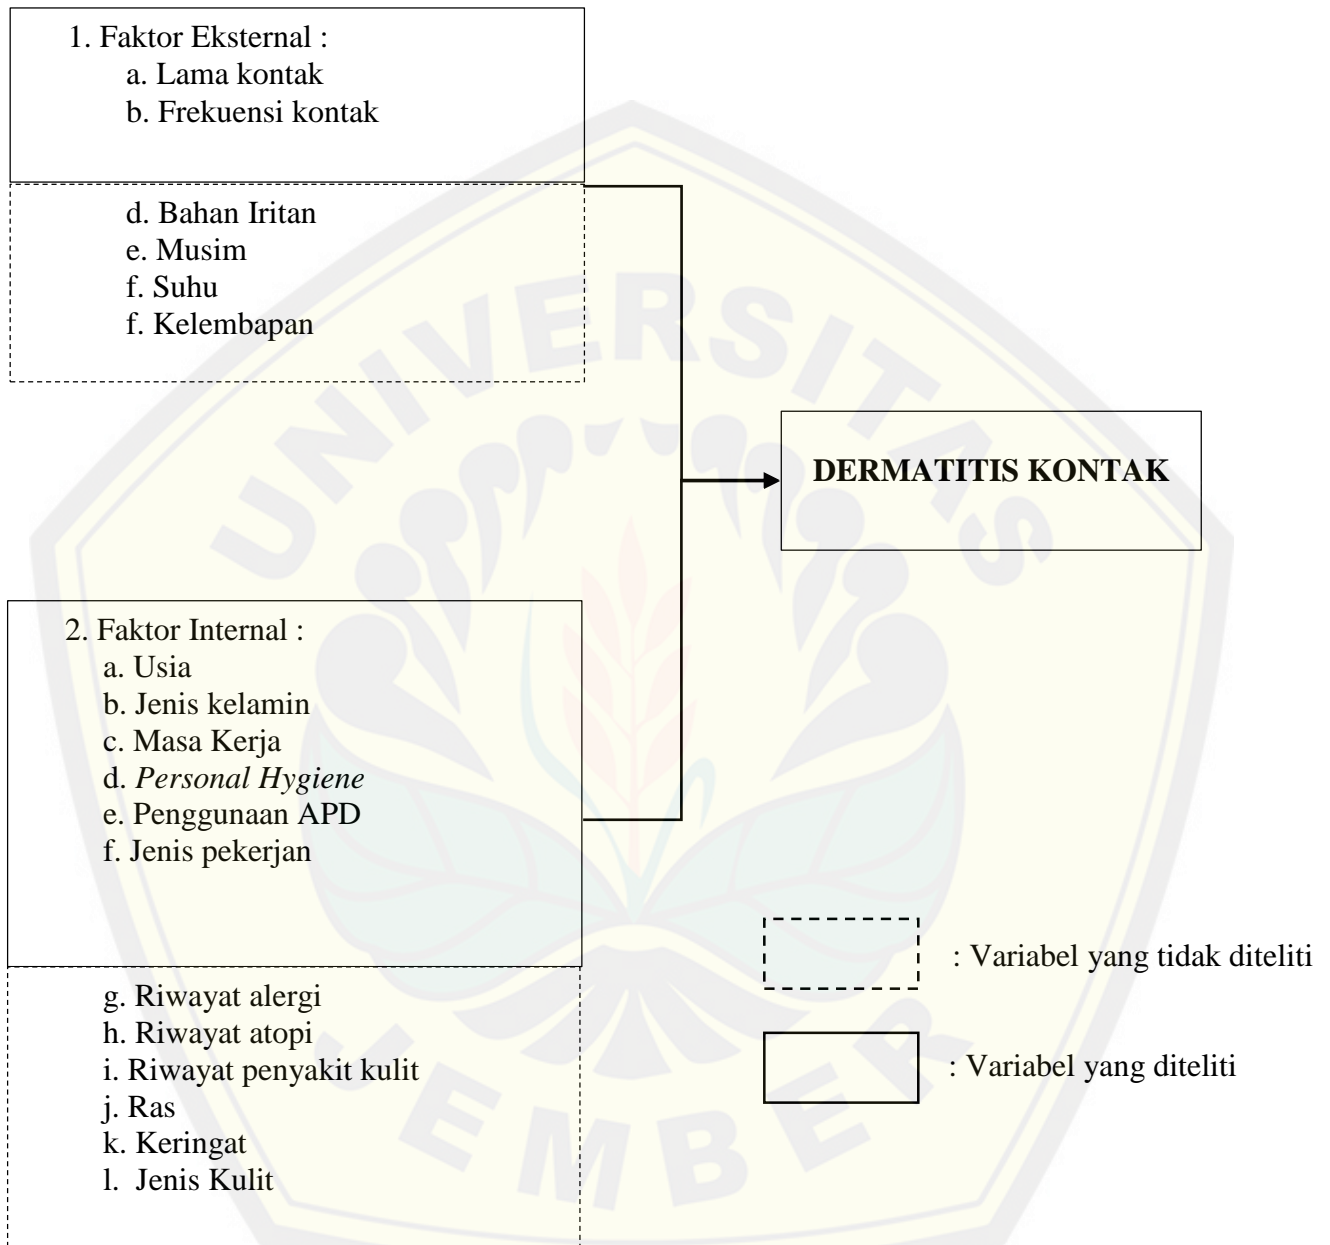 1. Faktor Eksternal :
a. Lama kontak
b. Frekuensi kontak
d. Bahan Iritan
e. Musim
f. Suhu
f. Kelembapan
DERMATITIS KONTAK
2. Faktor Internal :
a. Usia
b. Jenis kelamin
c. Masa Kerja
d. Personal Hygiene
e. Penggunaan APD
f. Jenis pekerjan
g. Riwayat alergi
h. Riwayat atopi
i. Riwayat penyakit kulit
j. Ras
k. Keringat
l. Jenis Kulit
: Variabel yang tidak diteliti
: Variabel yang diteliti
UNIVERSITAS
JEMBER